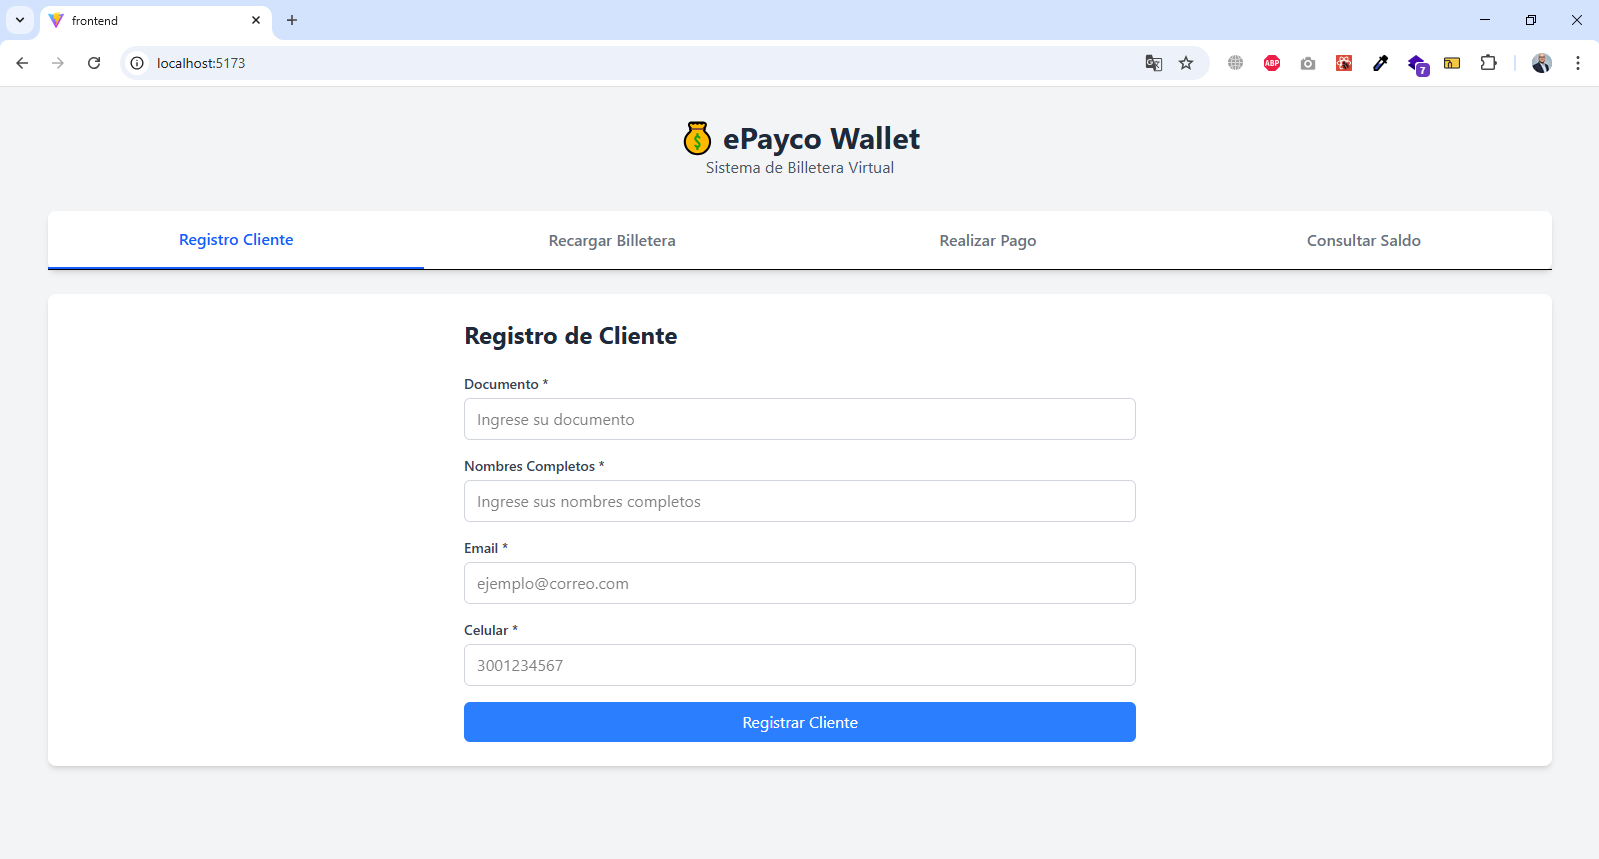 frontend
localhost:5173
ABP
7
$
ePayco Wallet
Sistema de Billetera Virtual
Registro Cliente
Recargar Billetera
Realizar Pago
Consultar Saldo
Registro de Cliente
Documento *
Ingrese su documento
Nombres Completos *
Ingrese sus nombres completos
Email *
ejemplo@correo.com
Celular *
3001234567
Registrar Cliente